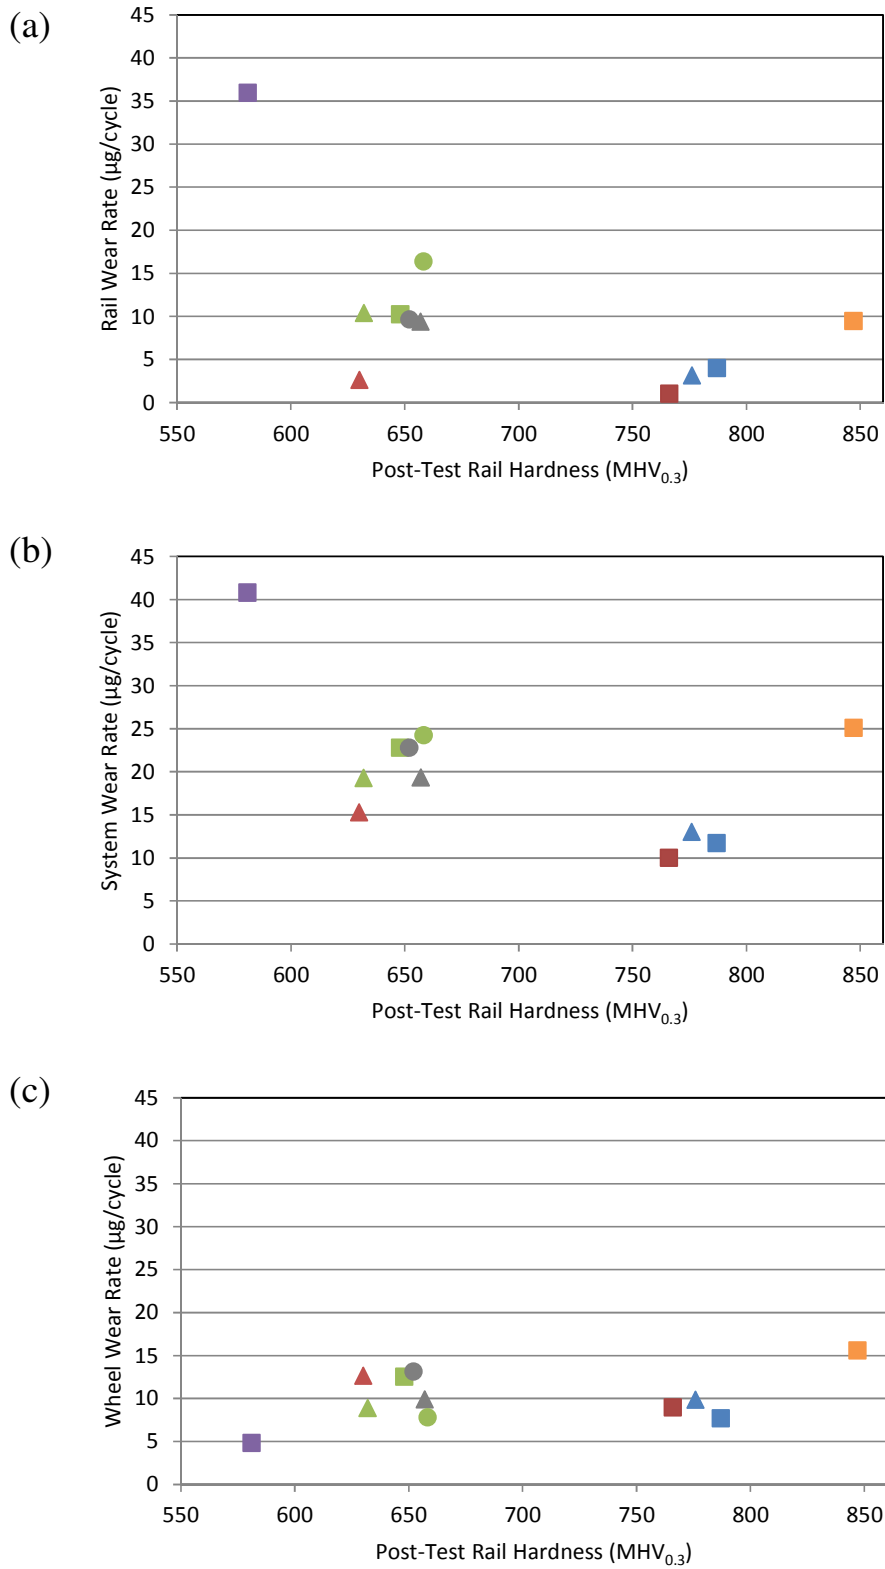 (a)
Rail Wear Rate (µg/cycle)
45
40
35
30
25
20
15
10
5
0
550 600 650 700 750 800 850
Post-Test Rail Hardness (MHV0.3)
(b)
System Wear Rate (µg/cycle)
45
40
35
30
25
20
15
10
5
0
550 600 650 700 750 800 850
Post-Test Rail Hardness (MHV0.3)
(c)
Wheel Wear Rate (µg/cycle)
45
40
35
30
25
20
15
10
5
0
550 600 650 700 750 800 850
Post-Test Rail Hardness (MHV0.3)